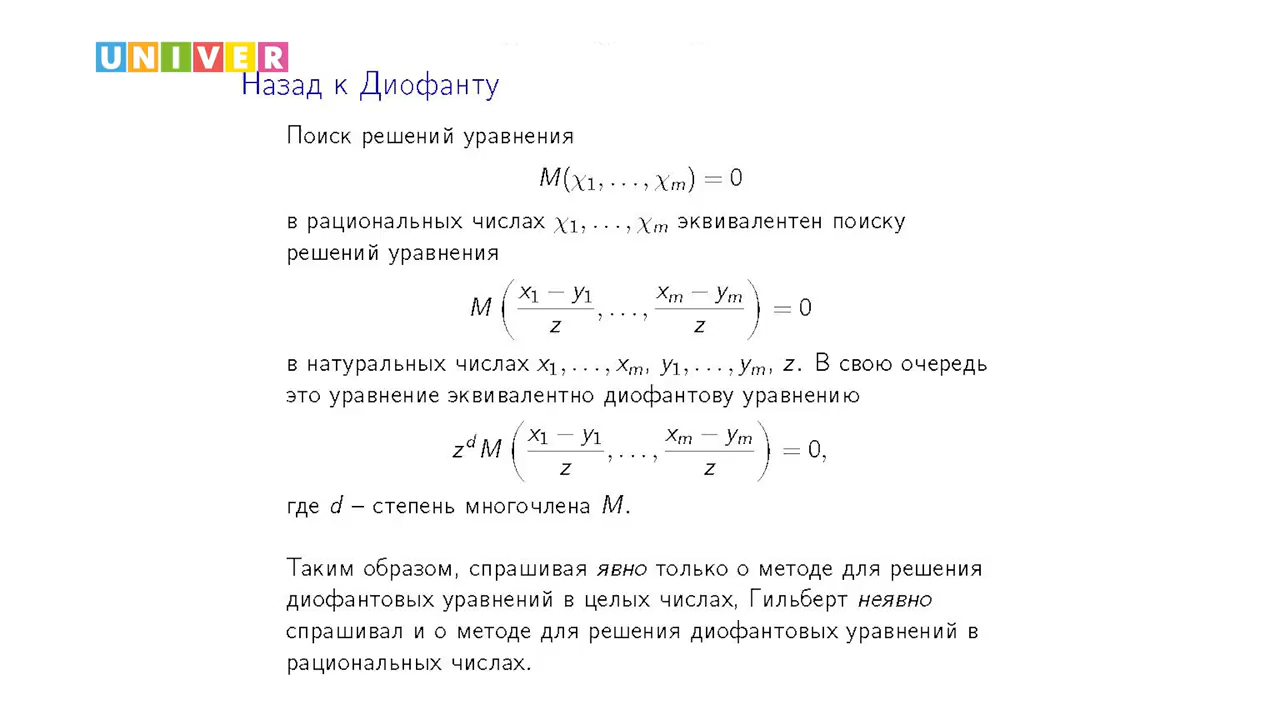 UNIVER
Назад к Диофанту
Поиск решений уравнения
M(χ₁, . . . , χₘ) = 0
в рациональных числах χ₁, . . . , χₘ эквивалентен поиску
решений уравнения
M ( (x₁ − y₁)/z , . . . , (xₘ − yₘ)/z ) = 0
в натуральных числах x₁, . . . , xₘ, y₁, . . . , yₘ, z. В свою очередь
это уравнение эквивалентно диофантову уравнению
zᵈ M ( (x₁ − y₁)/z , . . . , (xₘ − yₘ)/z ) = 0,
где d – степень многочлена M.
Таким образом, спрашивая явно только о методе для решения
диофантовых уравнений в целых числах, Гильберт неявно
спрашивал и о методе для решения диофантовых уравнений в
рациональных числах.